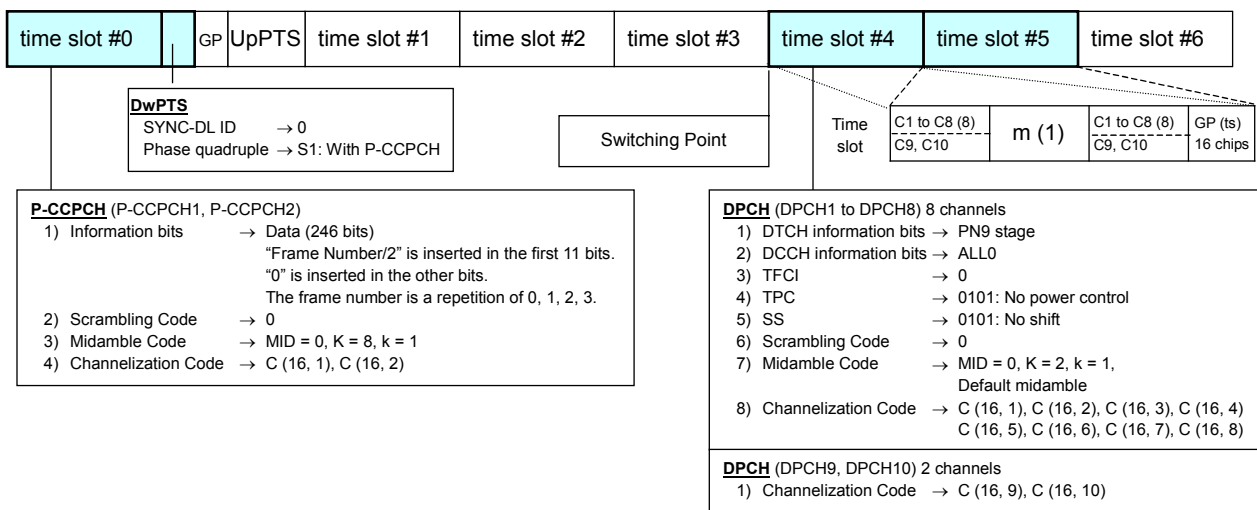 time slot #0
GP
UpPTS
time slot #1
time slot #2
time slot #3
time slot #4
time slot #5
time slot #6
DwPTS
SYNC-DL ID → 0
Phase quadruple → S1: With P-CCPCH
Switching Point
Time
slot
C1 to C8 (8)
C9, C10
m (1)
C1 to C8 (8)
C9, C10
GP (ts)
16 chips
P-CCPCH (P-CCPCH1, P-CCPCH2)
1) Information bits → Data (246 bits)
“Frame Number/2” is inserted in the first 11 bits.
“0” is inserted in the other bits.
The frame number is a repetition of 0, 1, 2, 3.
2) Scrambling Code → 0
3) Midamble Code → MID = 0, K = 8, k = 1
4) Channelization Code → C (16, 1), C (16, 2)
DPCH (DPCH1 to DPCH8) 8 channels
1) DTCH information bits → PN9 stage
2) DCCH information bits → ALL0
3) TFCI → 0
4) TPC → 0101: No power control
5) SS → 0101: No shift
6) Scrambling Code → 0
7) Midamble Code → MID = 0, K = 2, k = 1,
Default midamble
8) Channelization Code → C (16, 1), C (16, 2), C (16, 3), C (16, 4)
C (16, 5), C (16, 6), C (16, 7), C (16, 8)
DPCH (DPCH9, DPCH10) 2 channels
1) Channelization Code → C (16, 9), C (16, 10)